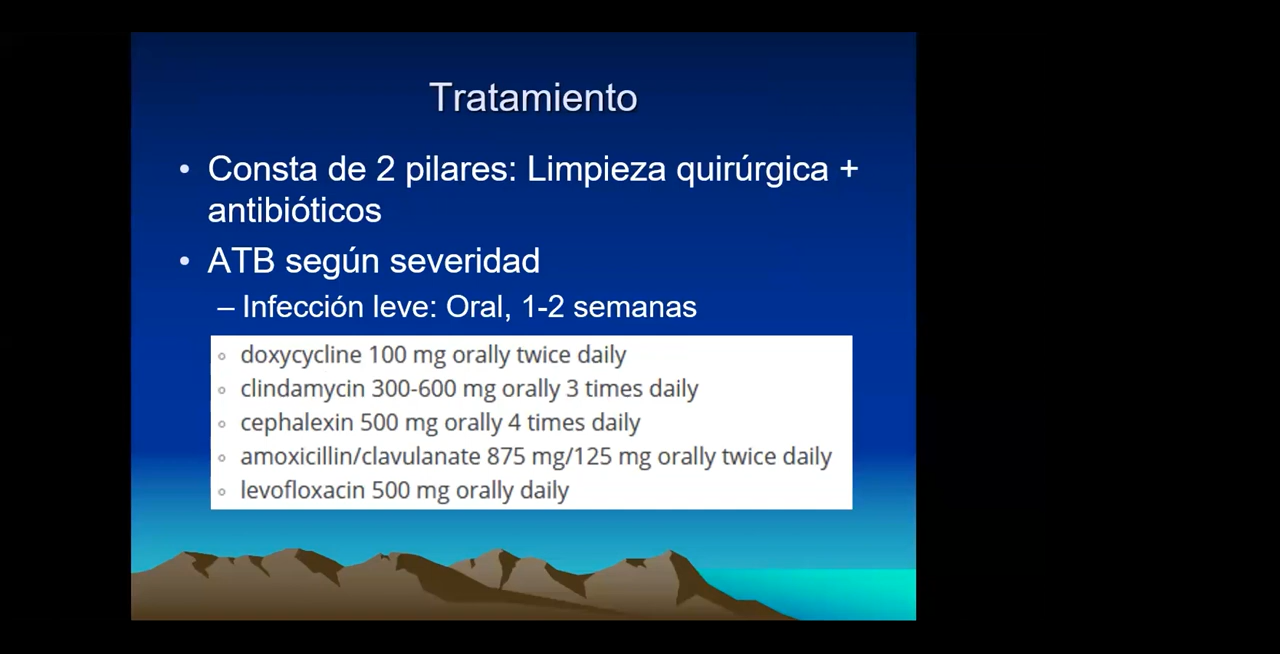 Tratamiento
• Consta de 2 pilares: Limpieza quirúrgica +
antibióticos
• ATB según severidad
– Infección leve: Oral, 1-2 semanas
◦ doxycycline 100 mg orally twice daily
◦ clindamycin 300-600 mg orally 3 times daily
◦ cephalexin 500 mg orally 4 times daily
◦ amoxicillin/clavulanate 875 mg/125 mg orally twice daily
◦ levofloxacin 500 mg orally daily